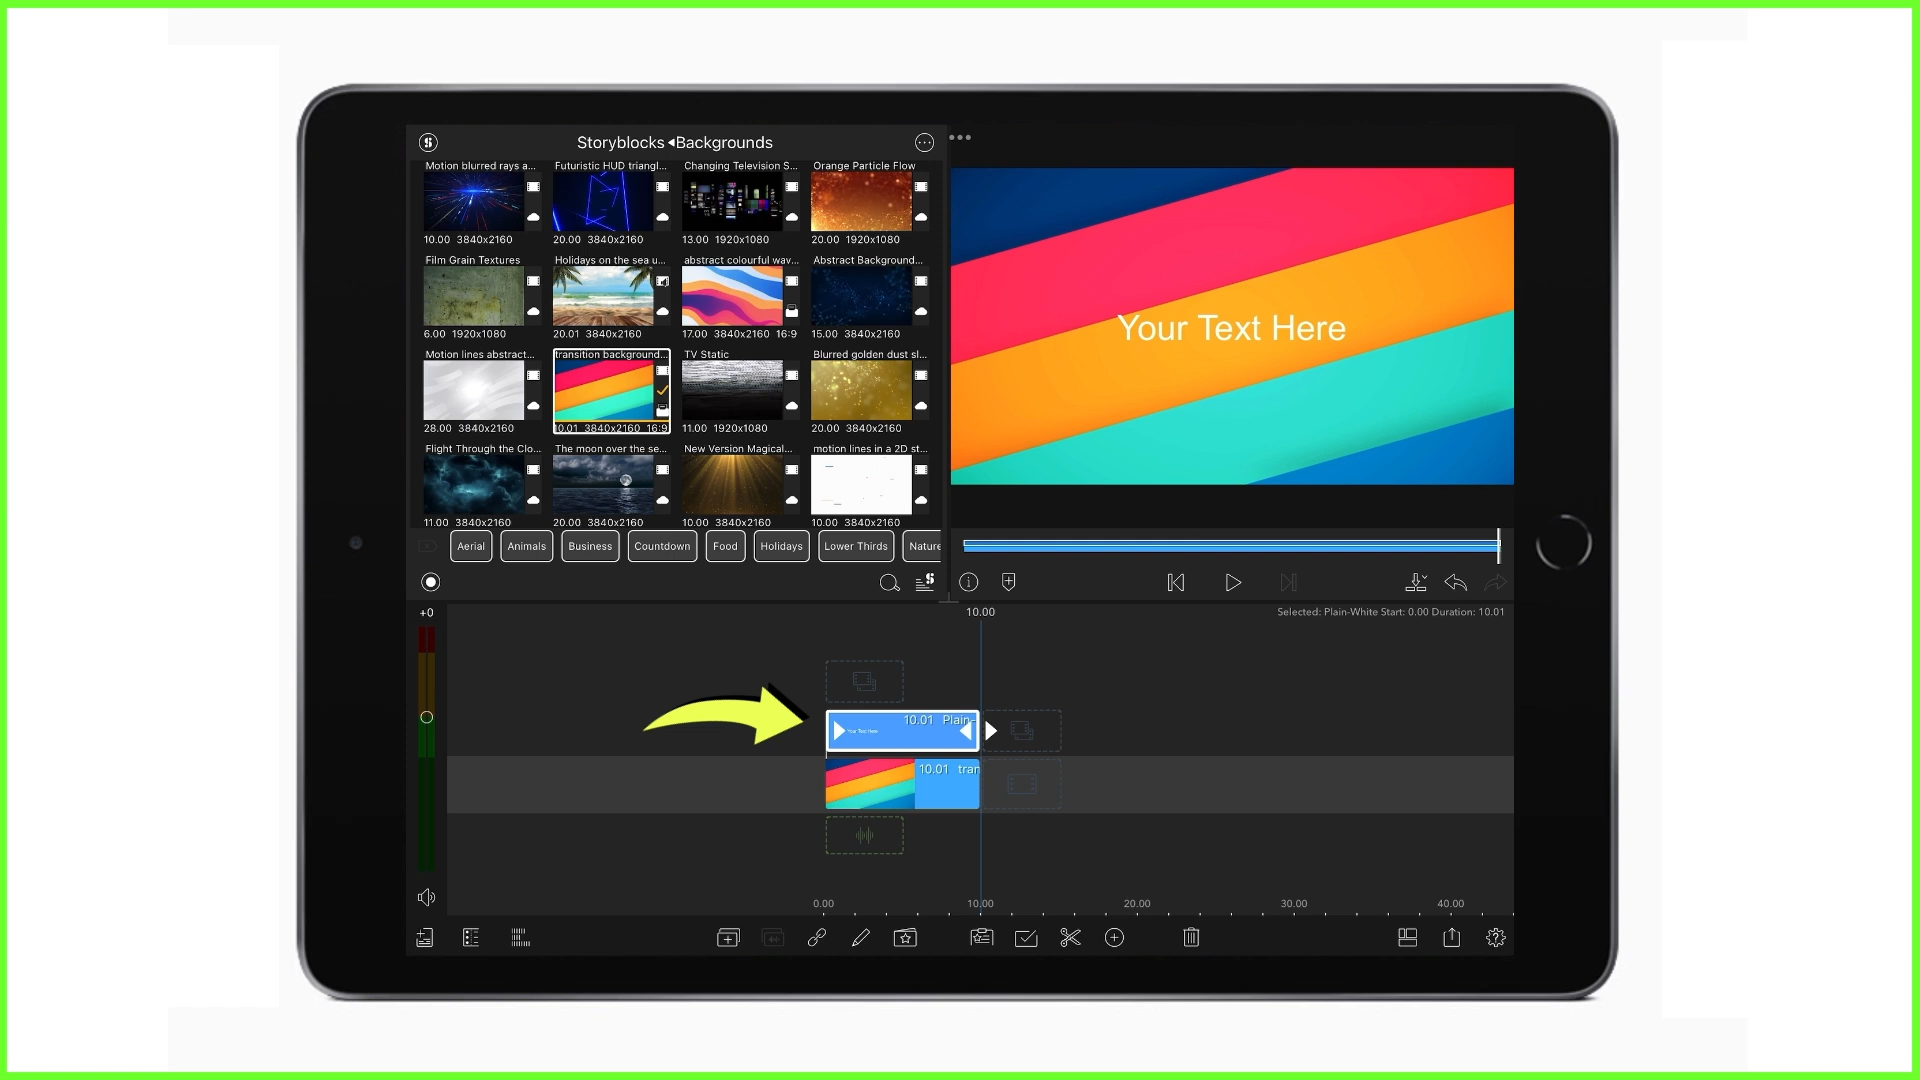 Storyblocks ◂Backgrounds
Motion blurred rays a... Futuristic HUD triangl... Changing Television S... Orange Particle Flow
10.00 3840x2160 20.00 3840x2160 13.00 1920x1080 20.00 1920x1080
Film Grain Textures Holidays on the sea u... abstract colourful wav... Abstract Background...
6.00 1920x1080 20.01 3840x2160 17.00 3840x2160 16:9 15.00 3840x2160
Motion lines abstract... transition background... TV Static Blurred golden dust sl...
28.00 3840x2160 10.01 3840x2160 16:9 11.00 1920x1080 20.00 3840x2160
Flight Through the Clo... The moon over the se... New Version Magical... motion lines in a 2D st...
11.00 3840x2160 20.00 3840x2160 10.00 3840x2160 10.00 3840x2160
Aerial Animals Business Countdown Food Holidays Lower Thirds Nature
Your Text Here
+0
10.00
Selected: Plain-White Start: 0.00 Duration: 10.01
10.01 Plain-
Your Text Here
10.01 tran
0.00 10.00 20.00 30.00 40.00